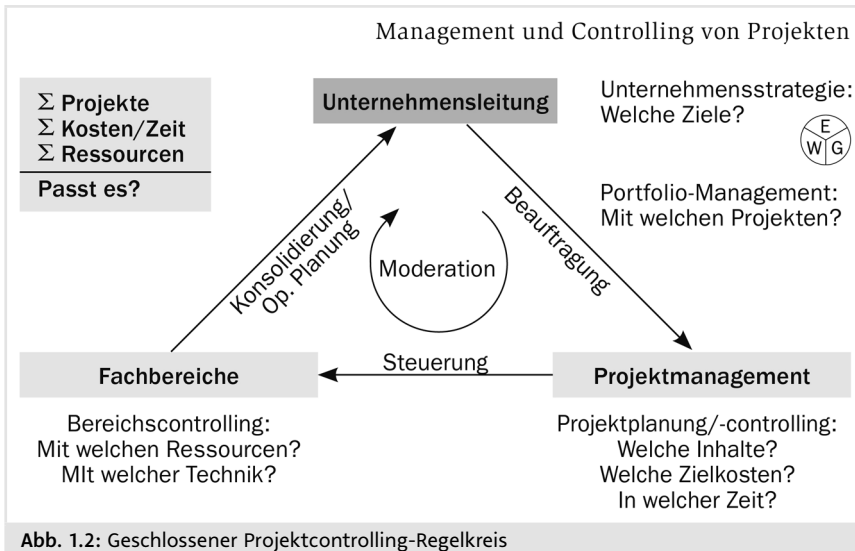 Management und Controlling von Projekten
Σ Projekte
Σ Kosten/Zeit
Σ Ressourcen
Passt es?
Unternehmensleitung
Unternehmensstrategie:
Welche Ziele?
E
W G
Portfolio-Management:
Mit welchen Projekten?
Konsolidierung/
Op. Planung
Moderation
Beauftragung
Fachbereiche
Steuerung
Projektmanagement
Bereichscontrolling:
Mit welchen Ressourcen?
MIt welcher Technik?
Projektplanung/-controlling:
Welche Inhalte?
Welche Zielkosten?
In welcher Zeit?
Abb. 1.2: Geschlossener Projektcontrolling-Regelkreis